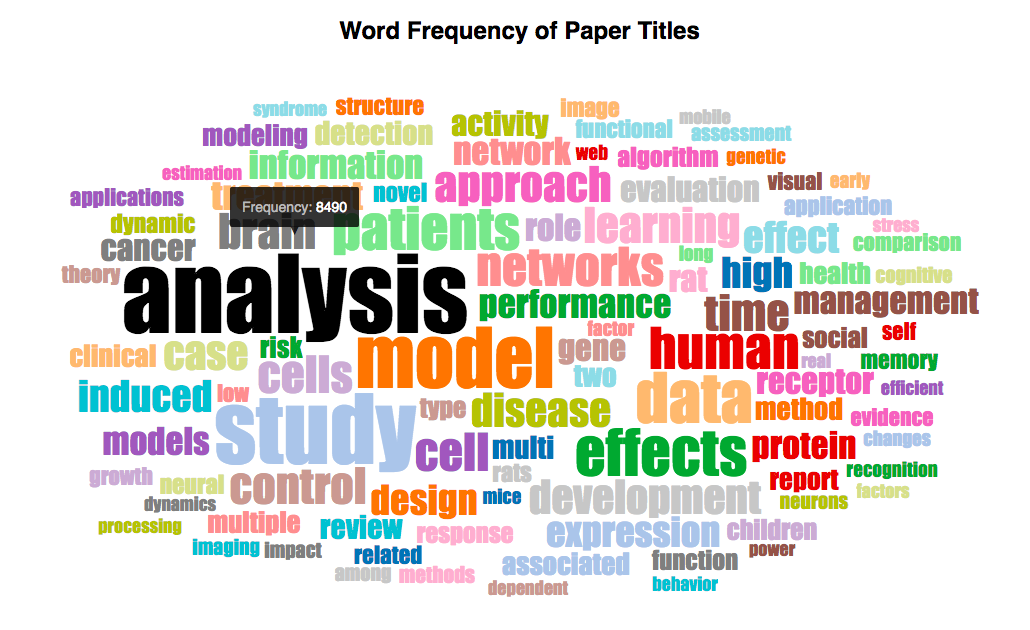 Word Frequency of Paper Titles
syndrome structure image mobile
modeling detection activity functional assessment
estimation information network web algorithm genetic
applications treatment novel approach evaluation visual early
Frequency: 8490
dynamic brain patients role learning application
cancer effect stress comparison
theory analysis networks long rat high health cognitive
performance time management
clinical case risk model factor gene human social self
cells two real memory
induced low data receptor efficient
study type disease method evidence
models cell multi effects protein changes
growth neural control rats report recognition
dynamics design mice development neurons factors
processing multiple review response expression children
imaging impact related associated function power
among methods dependent behavior